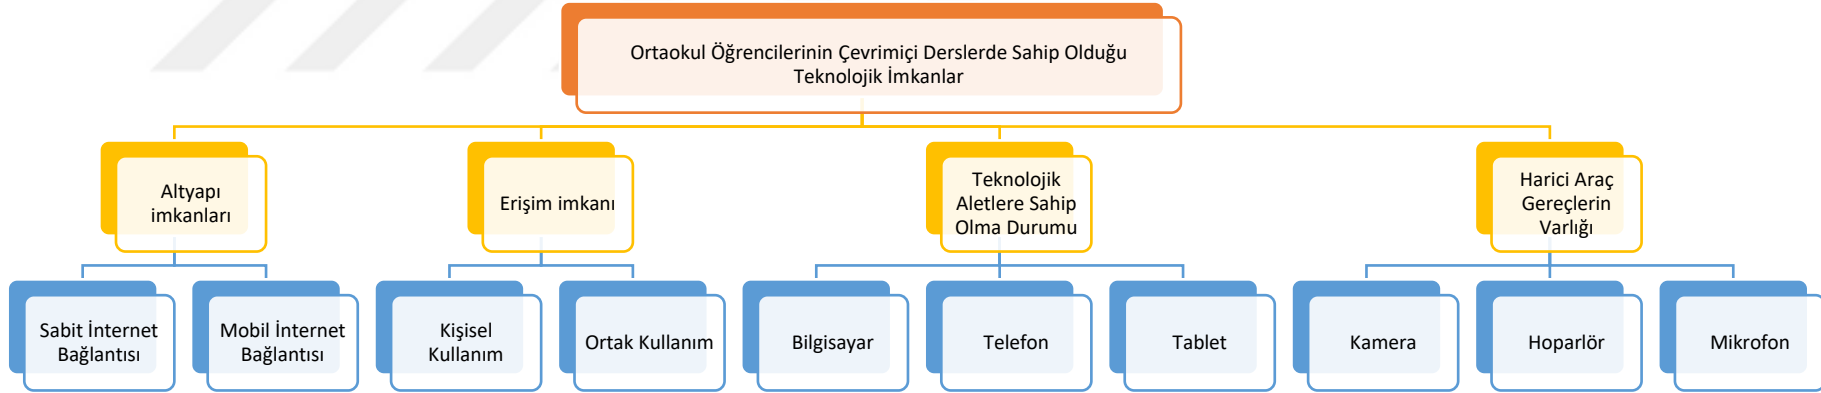 Ortaokul Öğrencilerinin Çevrimiçi Derslerde Sahip Olduğu
Teknolojik İmkanlar
Altyapı
imkanları
Erişim imkanı
Teknolojik
Aletlere Sahip
Olma Durumu
Harici Araç
Gereçlerin
Varlığı
Sabit İnternet
Bağlantısı
Mobil İnternet
Bağlantısı
Kişisel
Kullanım
Ortak Kullanım
Bilgisayar
Telefon
Tablet
Kamera
Hoparlör
Mikrofon